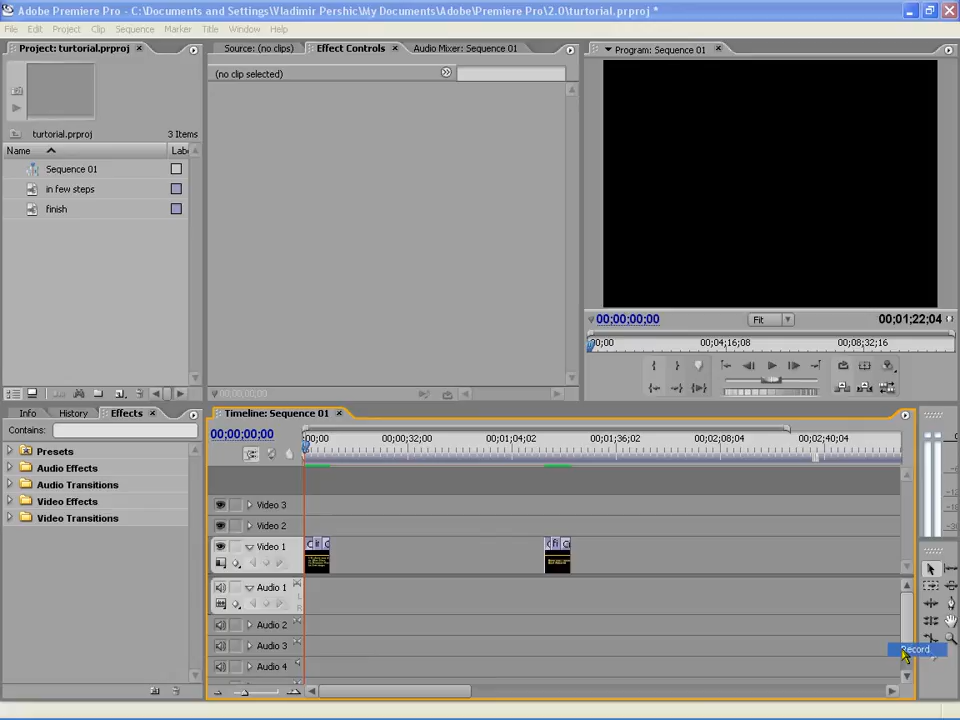 Adobe Premiere Pro - C:\Documents and Settings\Vladimir Pershic\My Documents\Adobe\Premiere Pro\2.0\turtorial.prproj *
File Edit Project Clip Sequence Marker Title Window Help
Project: turtorial.prproj
Source: (no clips) Effect Controls Audio Mixer: Sequence 01
Program: Sequence 01
(no clip selected)
turtorial.prproj 3 Items
Name Labe
Sequence 01
in few steps
finish
00;00;00;00 Fit 00;01;22;04
00;00 00;04;16;08 00;08;32;16
00;00;00;00
Info History Effects
Contains:
Presets
Audio Effects
Audio Transitions
Video Effects
Video Transitions
Timeline: Sequence 01
00;00;00;00
00;00 00;00;32;00 00;01;04;02 00;01;36;02 00;02;08;04 00;02;40;04
Video 3
Video 2
Video 1
Audio 1
Audio 2
Audio 3
Audio 4
Record